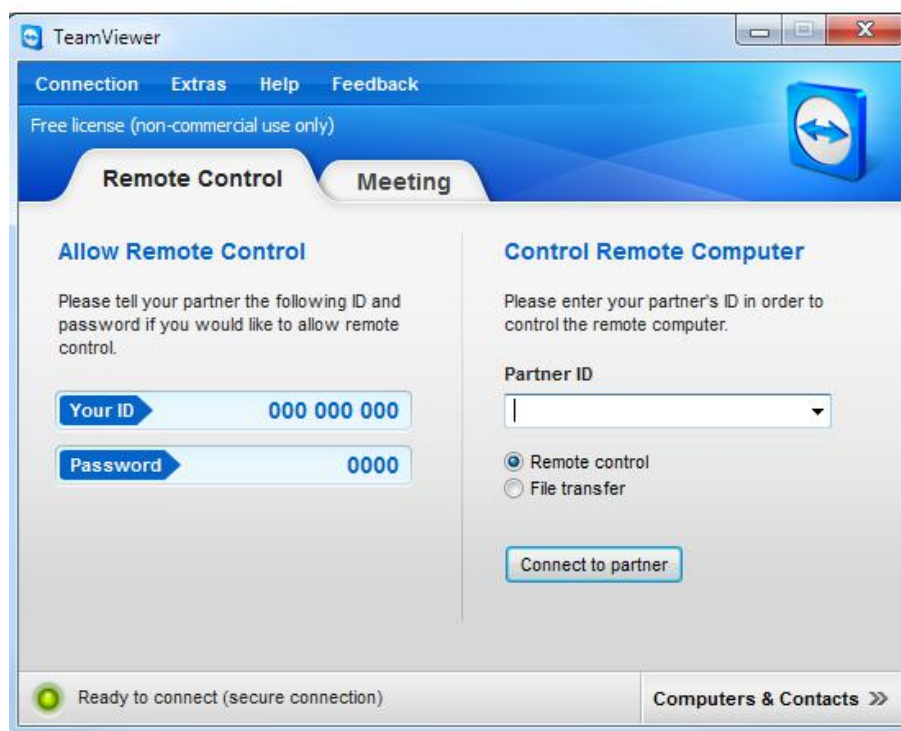 TeamViewer
Connection Extras Help Feedback
Free license (non-commercial use only)
Remote Control Meeting
Allow Remote Control
Please tell your partner the following ID and
password if you would like to allow remote
control.
Your ID 000 000 000
Password 0000
Control Remote Computer
Please enter your partner's ID in order to
control the remote computer.
Partner ID
Remote control
File transfer
Connect to partner
Ready to connect (secure connection)
Computers & Contacts >>